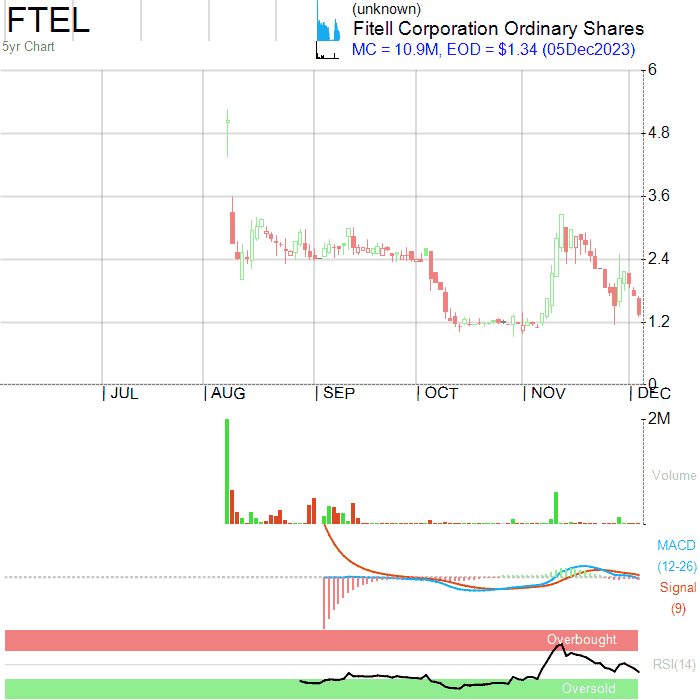 FTEL
5yr Chart
(unknown)
Fitell Corporation Ordinary Shares
MC = 10.9M, EOD = $1.34 (05Dec2023)
6
4.8
3.6
2.4
1.2
0
JUL AUG SEP OCT NOV DEC
2M
Volume
MACD
(12-26)
Signal
(9)
Overbought
RSI(14)
Oversold